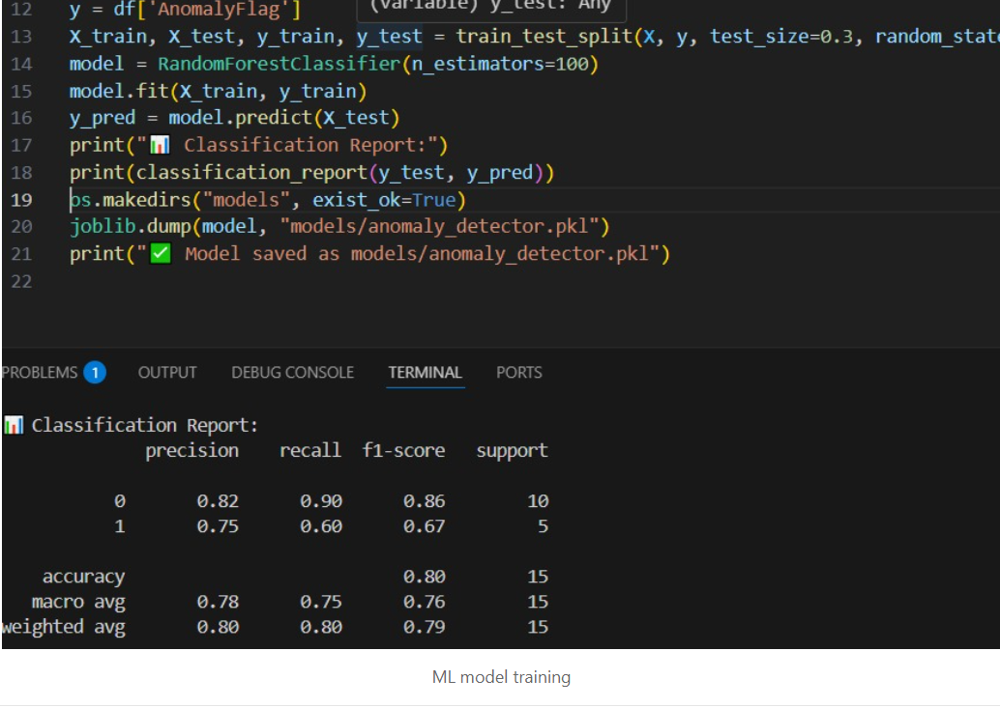 (variable) y_test: Any
12 y = df['AnomalyFlag']
13 X_train, X_test, y_train, y_test = train_test_split(X, y, test_size=0.3, random_stat
14 model = RandomForestClassifier(n_estimators=100)
15 model.fit(X_train, y_train)
16 y_pred = model.predict(X_test)
17 print("📊 Classification Report:")
18 print(classification_report(y_test, y_pred))
19 os.makedirs("models", exist_ok=True)
20 joblib.dump(model, "models/anomaly_detector.pkl")
21 print("✅ Model saved as models/anomaly_detector.pkl")
22
PROBLEMS 1 OUTPUT DEBUG CONSOLE TERMINAL PORTS
📊 Classification Report:
precision recall f1-score support
0 0.82 0.90 0.86 10
1 0.75 0.60 0.67 5
accuracy 0.80 15
macro avg 0.78 0.75 0.76 15
weighted avg 0.80 0.80 0.79 15
ML model training